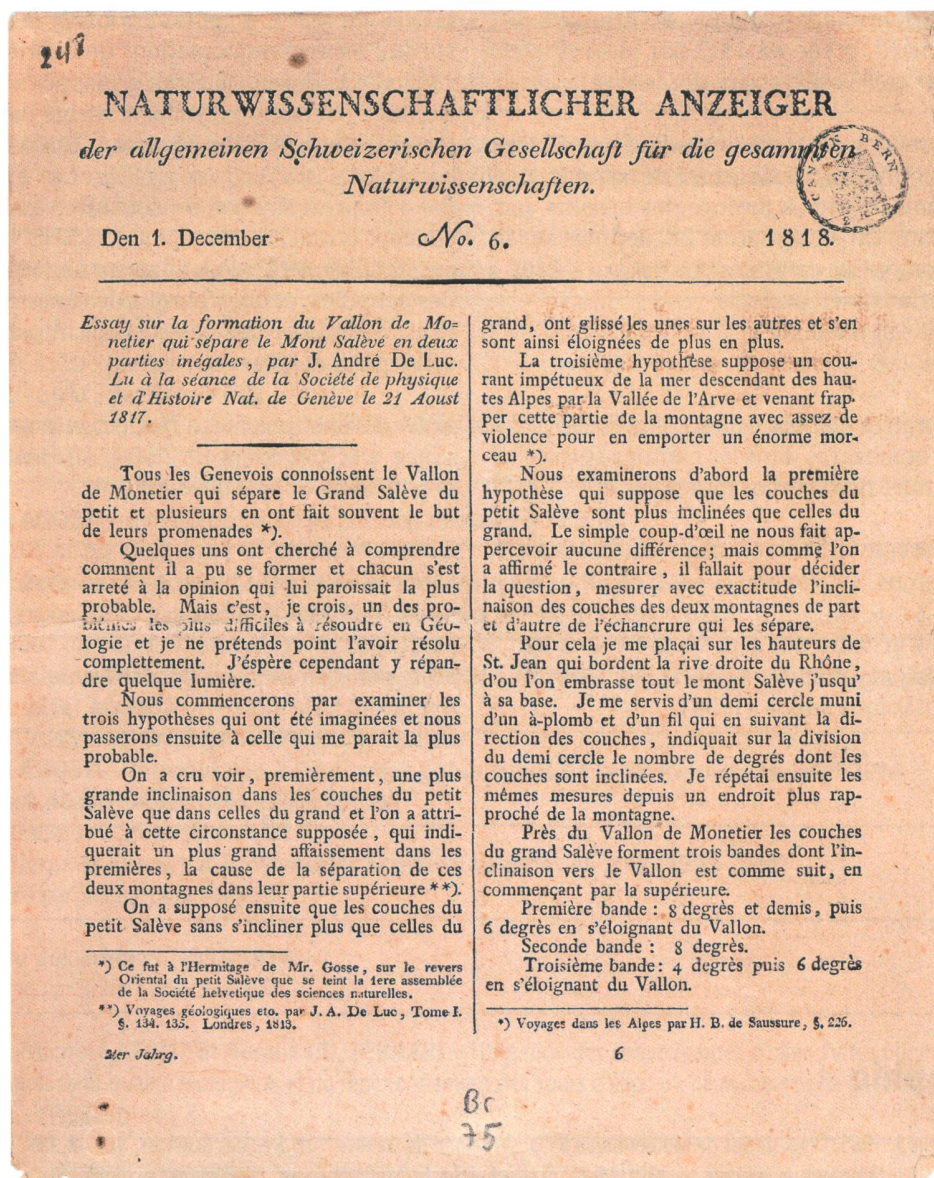 248
NATURWISSENSCHAFTLICHER ANZEIGER
der allgemeinen Schweizerischen Gesellschaft für die gesammten
Naturwissenschaften.
CANTON BERN
Den 1. December No. 6. 1818.
Essay sur la formation du Vallon de Mo=
netier qui sépare le Mont Salève en deux
parties inégales, par J. André De Luc.
Lu à la séance de la Société de physique
et d'Histoire Nat. de Genève le 21 Aoust
1817.
Tous les Genevois connoissent le Vallon
de Monetier qui sépare le Grand Salève du
petit et plusieurs en ont fait souvent le but
de leurs promenades *).
Quelques uns ont cherché à comprendre
comment il a pu se former et chacun s'est
arreté à la opinion qui lui paroissait la plus
probable. Mais c'est, je crois, un des pro-
blêmes les plus difficiles à résoudre en Géo-
logie et je ne prétends point l'avoir résolu
complettement. J'éspère cependant y répan-
dre quelque lumière.
Nous commencerons par examiner les
trois hypothèses qui ont été imaginées et nous
passerons ensuite à celle qui me parait la plus
probable.
On a cru voir, premièrement, une plus
grande inclinaison dans les couches du petit
Salève que dans celles du grand et l'on a attri-
bué à cette circonstance supposée, qui indi-
querait un plus grand affaissement dans les
premières, la cause de la séparation de ces
deux montagnes dans leur partie supérieure **).
On a supposé ensuite que les couches du
petit Salève sans s'incliner plus que celles du
*) Ce fut à l'Hermitage de Mr. Gosse, sur le revers
Oriental du petit Salève que se teint la 1ere assemblée
de la Société helvetique des sciences naturelles.
**) Voyages géologiques etc. par J. A. De Luc, Tome I.
§. 134. 135. Londres, 1813.
2ter Jahrg.
grand, ont glissé les unes sur les autres et s'en
sont ainsi éloignées de plus en plus.
La troisième hypothèse suppose un cou-
rant impétueux de la mer descendant des hau-
tes Alpes par la Vallée de l'Arve et venant frap-
per cette partie de la montagne avec assez de
violence pour en emporter un énorme mor-
ceau *).
Nous examinerons d'abord la première
hypothèse qui suppose que les couches du
petit Salève sont plus inclinées que celles du
grand. Le simple coup-d'œil ne nous fait ap-
percevoir aucune différence; mais comme l'on
a affirmé le contraire, il fallait pour décider
la question, mesurer avec exactitude l'incli-
naison des couches des deux montagnes de part
et d'autre de l'échancrure qui les sépare.
Pour cela je me plaçai sur les hauteurs de
St. Jean qui bordent la rive droite du Rhône,
d'ou l'on embrasse tout le mont Salève j'usqu'
à sa base. Je me servis d'un demi cercle muni
d'un à-plomb et d'un fil qui en suivant la di-
rection des couches, indiquait sur la division
du demi cercle le nombre de degrés dont les
couches sont inclinées. Je répétai ensuite les
mêmes mesures depuis un endroit plus rap-
proché de la montagne.
Près du Vallon de Monetier les couches
du grand Salève forment trois bandes dont l'in-
clinaison vers le Vallon est comme suit, en
commençant par la supérieure.
Première bande: 8 degrès et demis, puis
6 degrès en s'éloignant du Vallon.
Seconde bande: 8 degrès.
Troisième bande: 4 degrès puis 6 degrès
en s'éloignant du Vallon.
*) Voyages dans les Alpes par H. B. de Saussure, §. 226.
6
Bc
75